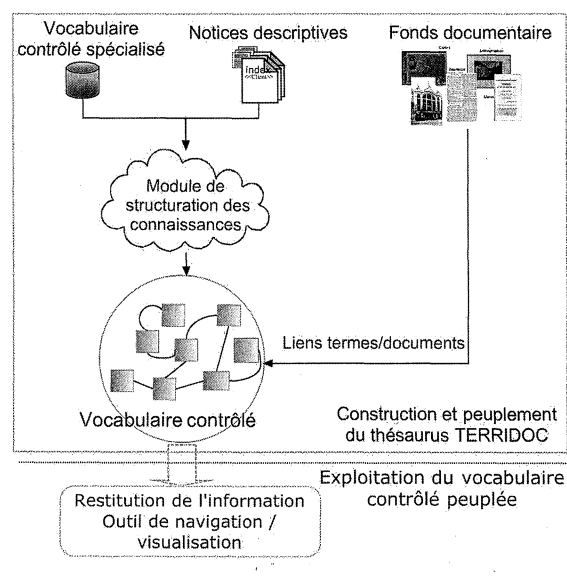 Vocabulaire
contrôlé spécialisé
Notices descriptives
Fonds documentaire
index
Module de
structuration des
connaissances
Liens termes/documents
Vocabulaire contrôlé
Construction et peuplement
du thésaurus TERRIDOC
Exploitation du vocabulaire
contrôlé peuplée
Restitution de l'information
Outil de navigation /
visualisation